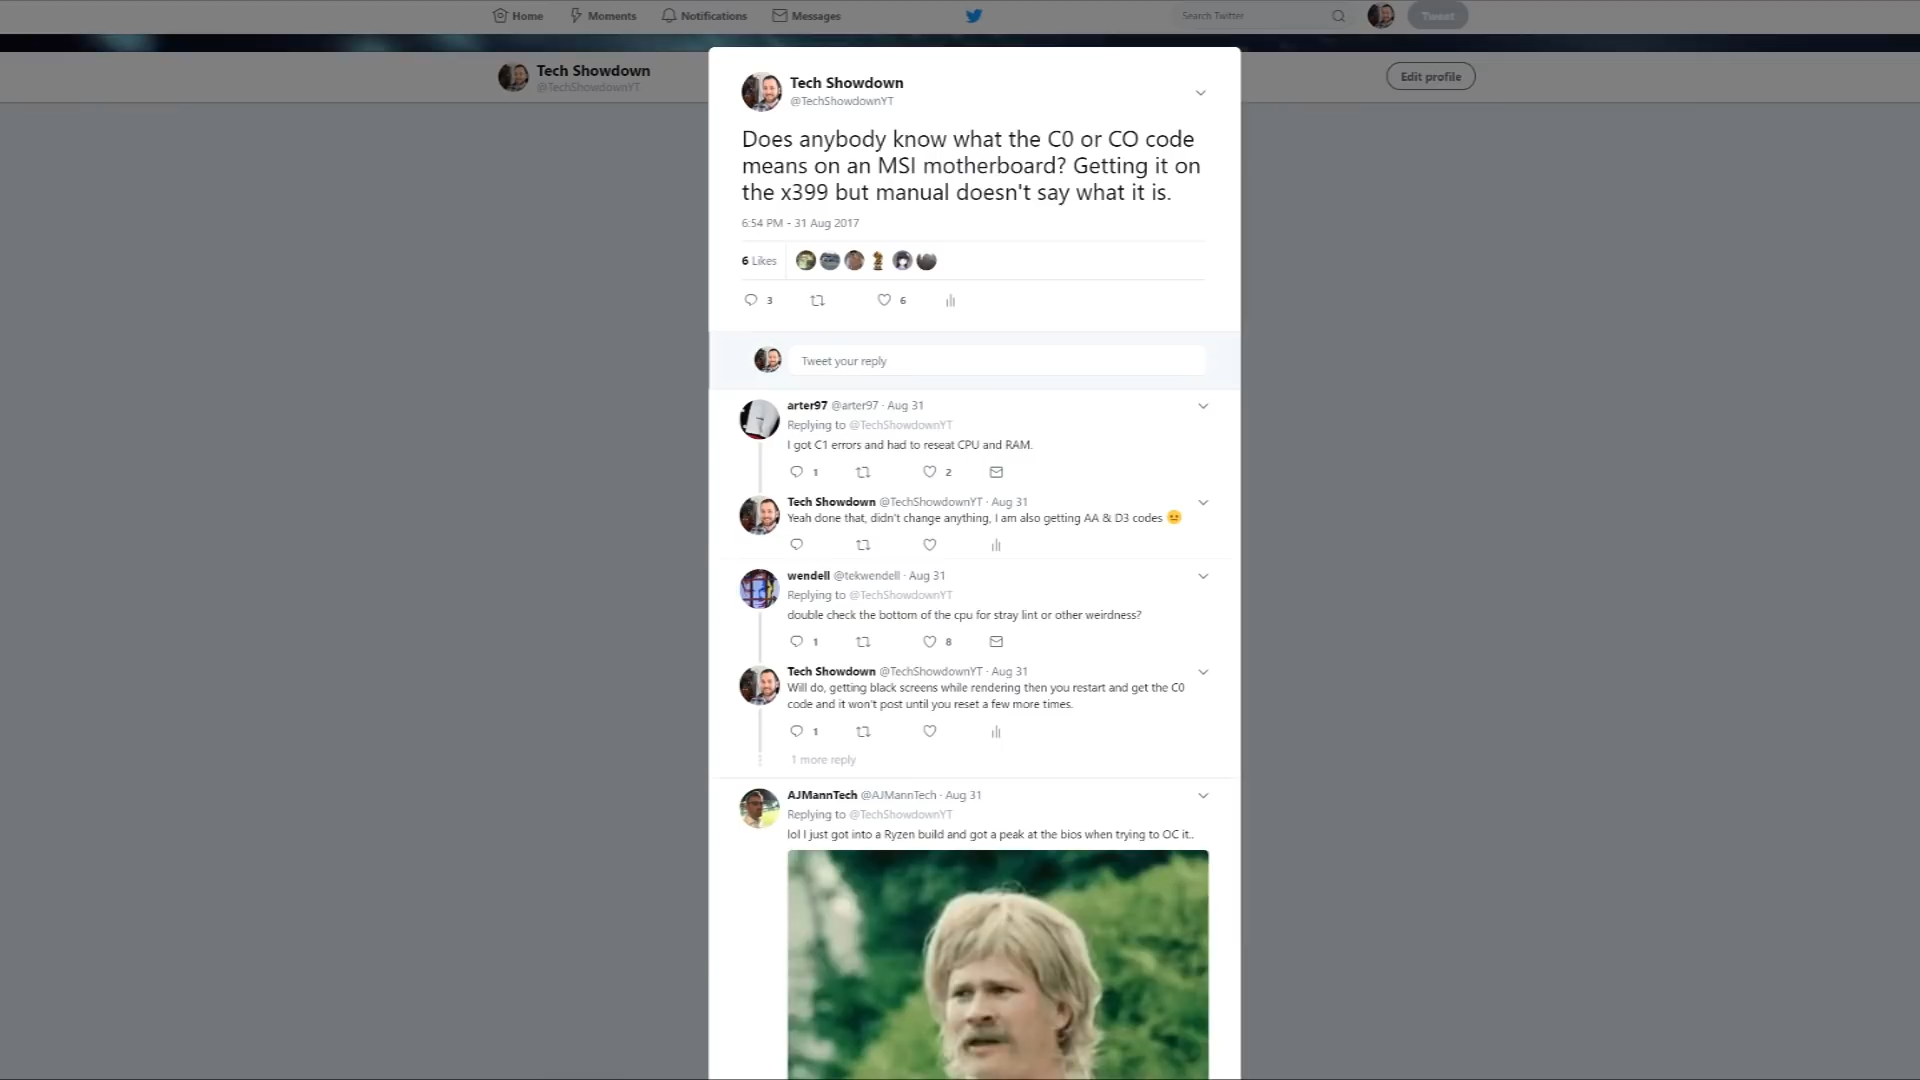 Home Moments Notifications Messages Search Twitter Tweet
Tech Showdown
@TechShowdownYT
Edit profile
Tech Showdown
@TechShowdownYT
Does anybody know what the C0 or CO code
means on an MSI motherboard? Getting it on
the x399 but manual doesn't say what it is.
6:54 PM - 31 Aug 2017
6 Likes
3 6
Tweet your reply
arter97 @arter97 · Aug 31
Replying to @TechShowdownYT
I got C1 errors and had to reseat CPU and RAM.
1 2
Tech Showdown @TechShowdownYT · Aug 31
Yeah done that, didn't change anything, I am also getting AA & D3 codes 😐
wendell @tekwendell · Aug 31
Replying to @TechShowdownYT
double check the bottom of the cpu for stray lint or other weirdness?
1 8
Tech Showdown @TechShowdownYT · Aug 31
Will do, getting black screens while rendering then you restart and get the C0
code and it won't post until you reset a few more times.
1
1 more reply
AJMannTech @AJMannTech · Aug 31
Replying to @TechShowdownYT
lol I just got into a Ryzen build and got a peak at the bios when trying to OC it..